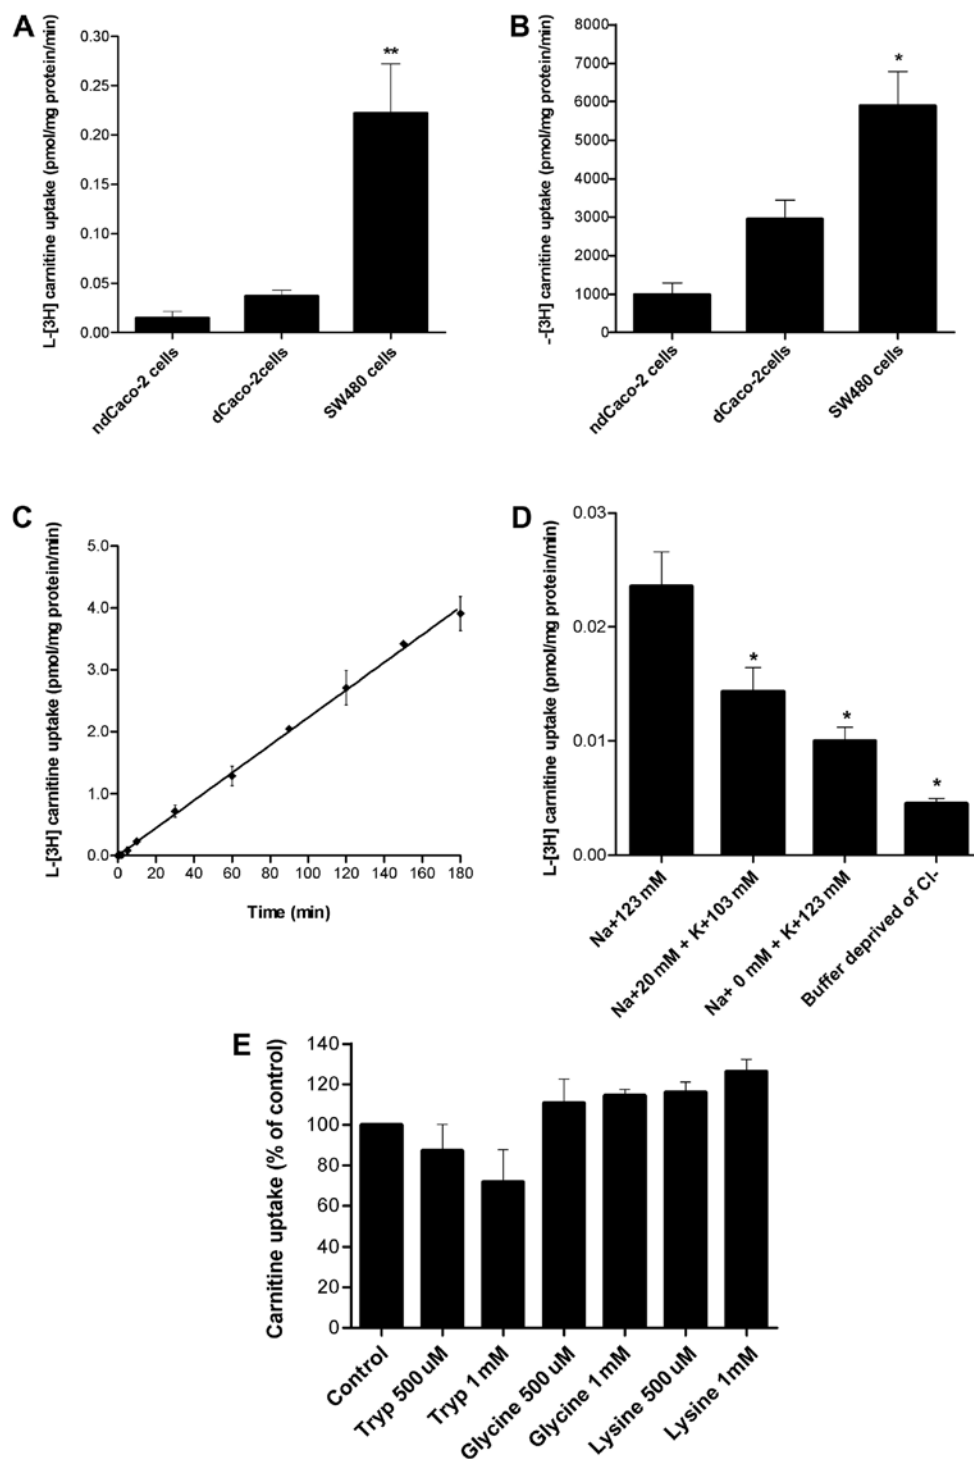 A
L-[3H] carnitine uptake (pmol/mg protein/min)
0.30
0.25
0.20
0.15
0.10
0.05
0.00
**
ndCaco-2 cells
dCaco-2cells
SW480 cells
B
-[3H] carnitine uptake (pmol/mg protein/min)
8000
7000
6000
5000
4000
3000
2000
1000
0
*
ndCaco-2 cells
dCaco-2cells
SW480 cells
C
L-[3H] carnitine uptake (pmol/mg protein/min)
5.0
4.0
3.0
2.0
1.0
0.0
0 20 40 60 80 100 120 140 160 180
Time (min)
D
L-[3H] carnitine uptake (pmol/mg protein/min)
0.03
0.02
0.01
0.00
*
*
*
Na+123 mM
Na+20 mM + K+103 mM
Na+ 0 mM + K+123 mM
Buffer deprived of Cl-
E
Carnitine uptake (% of control)
140
120
100
80
60
40
20
0
Control
Tryp 500 uM
Tryp 1 mM
Glycine 500 uM
Glycine 1 mM
Lysine 500 uM
Lysine 1mM